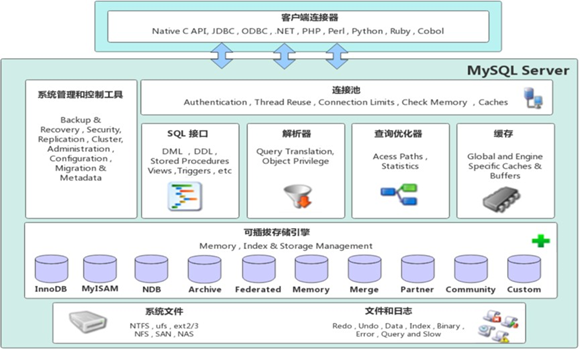 客户端连接器
Native C API, JDBC , ODBC , .NET , PHP , Perl , Python , Ruby , Cobol
MySQL Server
系统管理和控制工具
Backup &
Recovery , Security,
Replication , Cluster,
Administration ,
Configuration ,
Migration &
Metadata
连接池
Authentication , Thread Reuse , Connection Limits , Check Memory , Caches
SQL 接口
DML , DDL ,
Stored Procedures
Views ,Triggers , etc
解析器
Query Translation,
Object Privilege
查询优化器
Acess Paths ,
Statistics
缓存
Global and Engine
Specific Caches &
Buffers
可插拔存储引擎
Memory , Index & Storage Management
InnoDB
MyISAM
NDB
Archive
Federated
Memory
Merge
Partner
Community
Custom
系统文件
NTFS , ufs , ext2/3
NFS , SAN , NAS
文件和日志
Redo , Undo , Data , Index , Binary ,
Error , Query and Slow